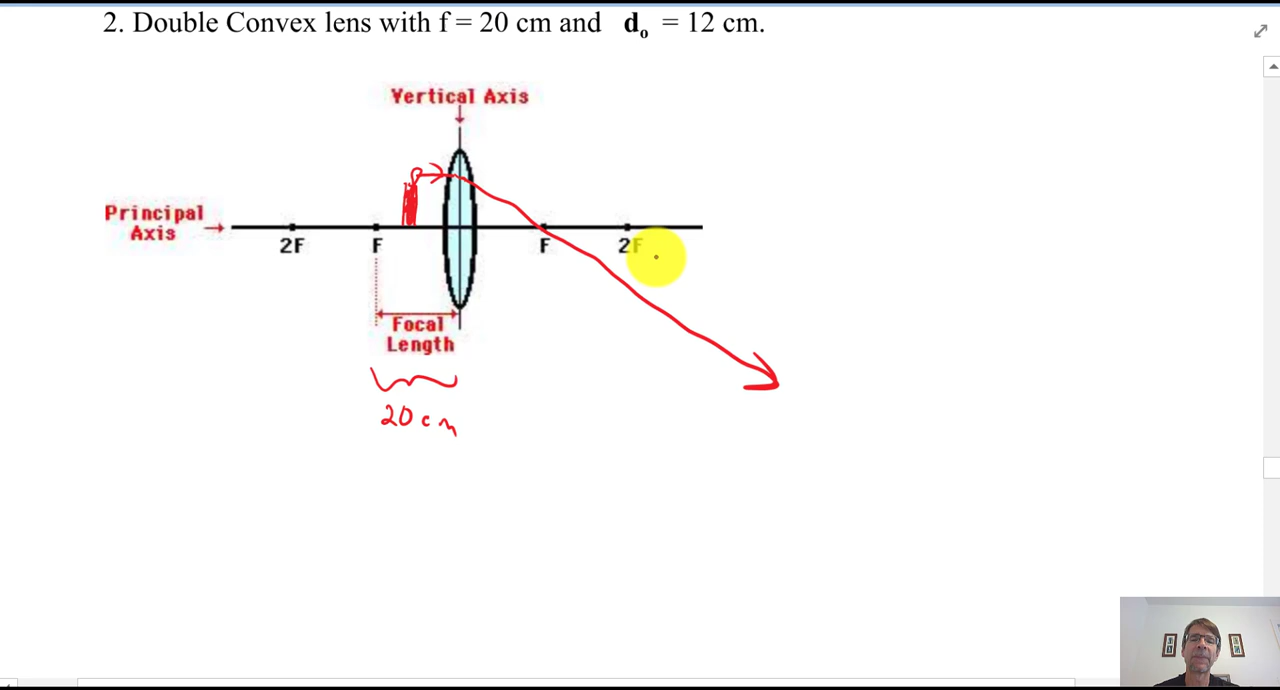 2. Double Convex lens with f = 20 cm and dₒ = 12 cm.
Vertical Axis
Principal
Axis
2F
F
F
2F
Focal
Length
20 cm